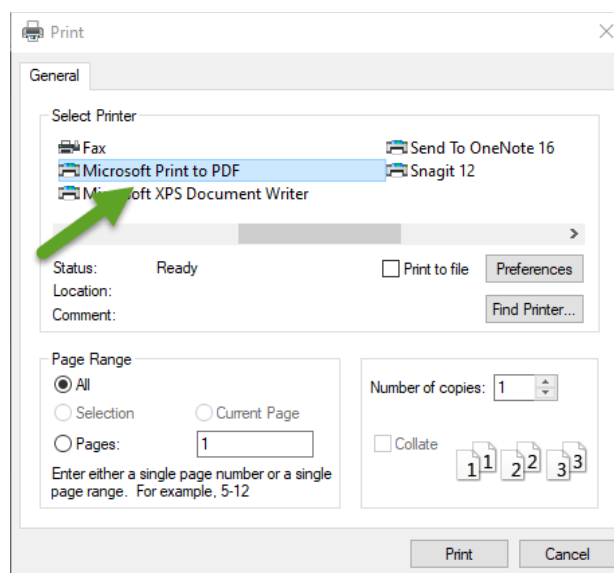 Print
General
Select Printer
Fax
Microsoft Print to PDF
Microsoft XPS Document Writer
Send To OneNote 16
Snagit 12
Status: Ready
Location:
Comment:
Print to file
Preferences
Find Printer...
Page Range
All
Selection
Current Page
Pages: 1
Enter either a single page number or a single
page range. For example, 5-12
Number of copies: 1
Collate
1 1 2 2 3 3
Print
Cancel